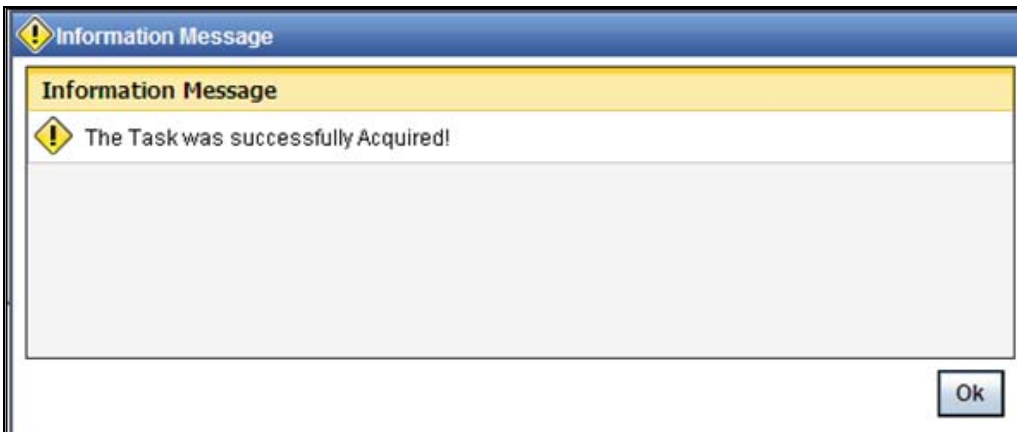 Information Message
Information Message
The Task was successfully Acquired!
Ok